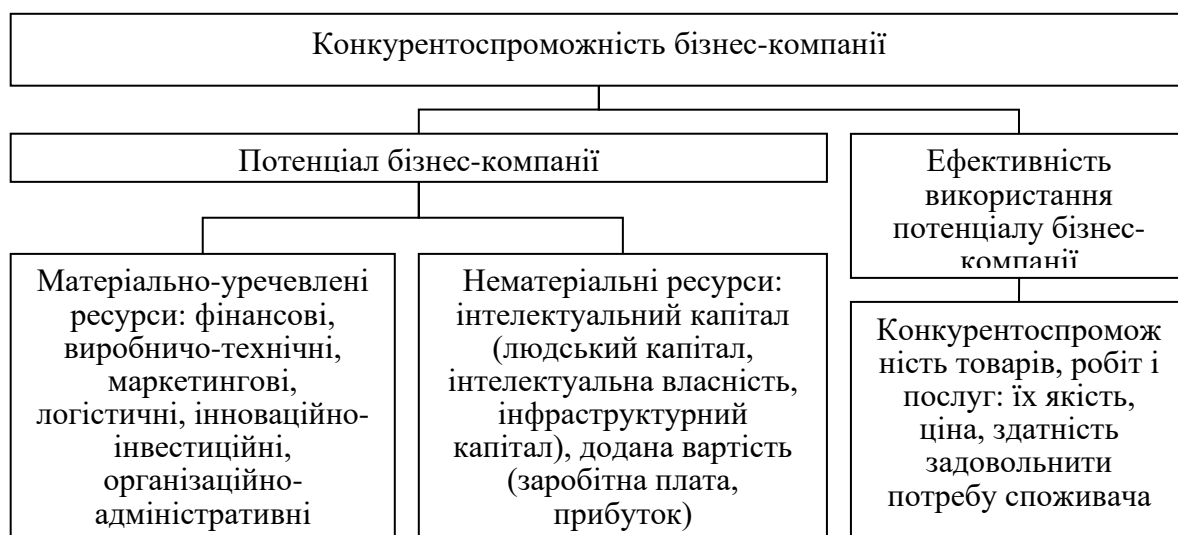 Конкурентоспроможність бізнес-компанії
Потенціал бізнес-компанії
Ефективність
використання
потенціалу бізнес-
компанії
Матеріально-уречевлені
ресурси: фінансові,
виробничо-технічні,
маркетингові,
логістичні, інноваційно-
інвестиційні,
організаційно-
адміністративні
Нематеріальні ресурси:
інтелектуальний капітал
(людський капітал,
інтелектуальна власність,
інфраструктурний
капітал), додана вартість
(заробітна плата,
прибуток)
Конкурентоспромож
ність товарів, робіт і
послуг: їх якість,
ціна, здатність
задовольнити
потребу споживача